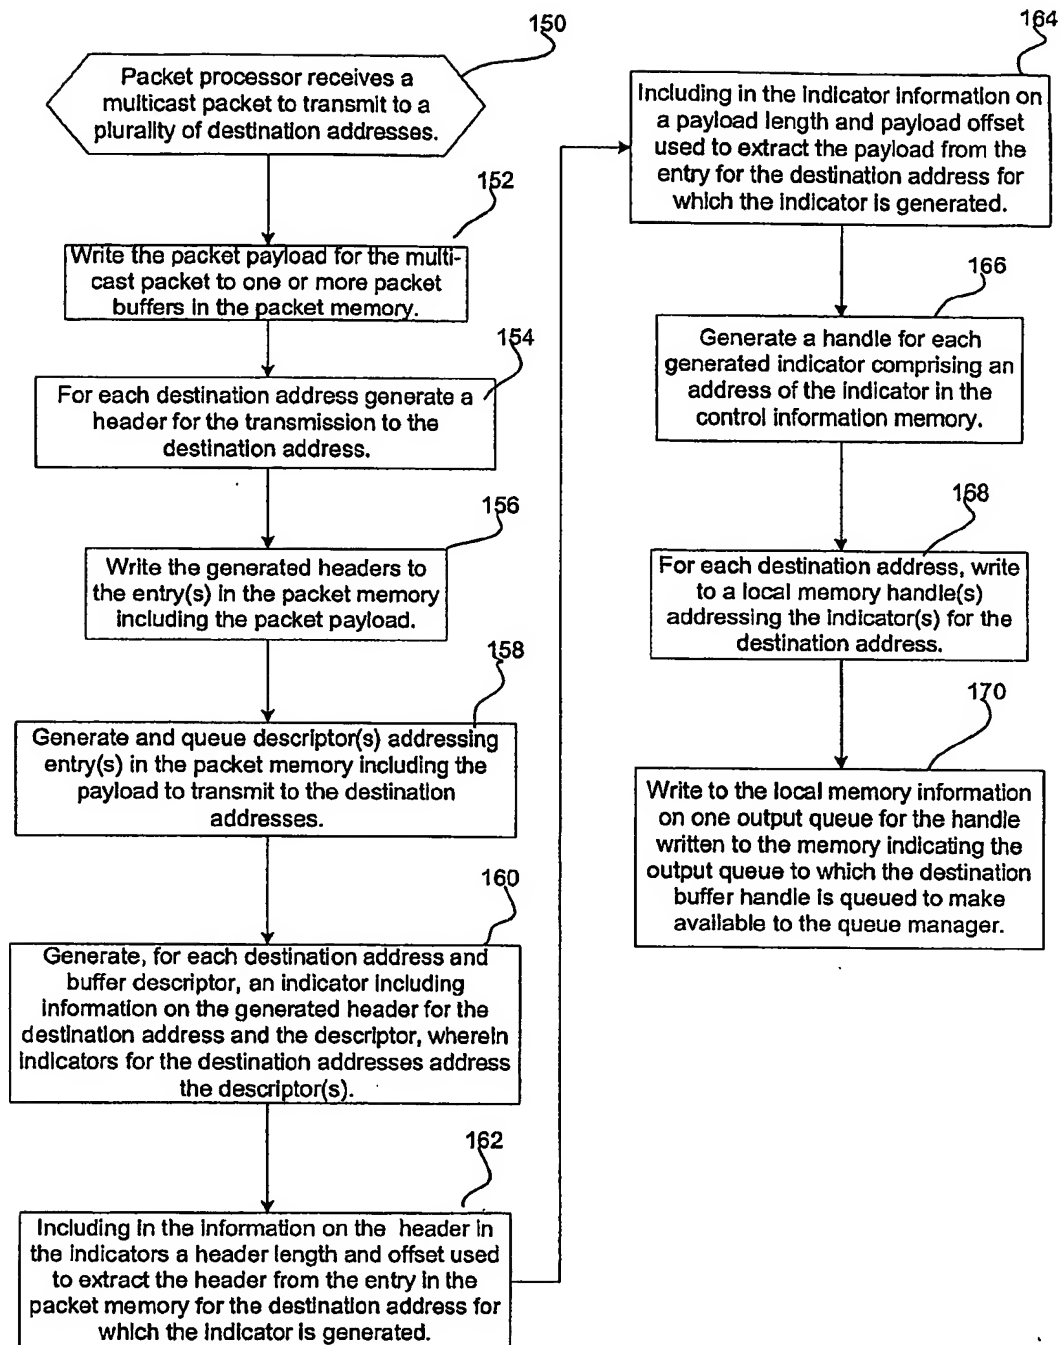 150
Packet processor receives a
multicast packet to transmit to a
plurality of destination addresses.
152
Write the packet payload for the multi-
cast packet to one or more packet
buffers in the packet memory.
154
For each destination address generate a
header for the transmission to the
destination address.
156
Write the generated headers to
the entry(s) in the packet memory
including the packet payload.
158
Generate and queue descriptor(s) addressing
entry(s) in the packet memory including the
payload to transmit to the destination
addresses.
160
Generate, for each destination address and
buffer descriptor, an indicator including
information on the generated header for the
destination address and the descriptor, wherein
indicators for the destination addresses address
the descriptor(s).
162
Including in the information on the header in
the indicators a header length and offset used
to extract the header from the entry in the
packet memory for the destination address for
which the indicator is generated.
164
Including in the indicator information on
a payload length and payload offset
used to extract the payload from the
entry for the destination address for
which the indicator is generated.
166
Generate a handle for each
generated indicator comprising an
address of the indicator in the
control information memory.
168
For each destination address, write
to a local memory handle(s)
addressing the indicator(s) for the
destination address.
170
Write to the local memory information
on one output queue for the handle
written to the memory indicating the
output queue to which the destination
buffer handle is queued to make
available to the queue manager.